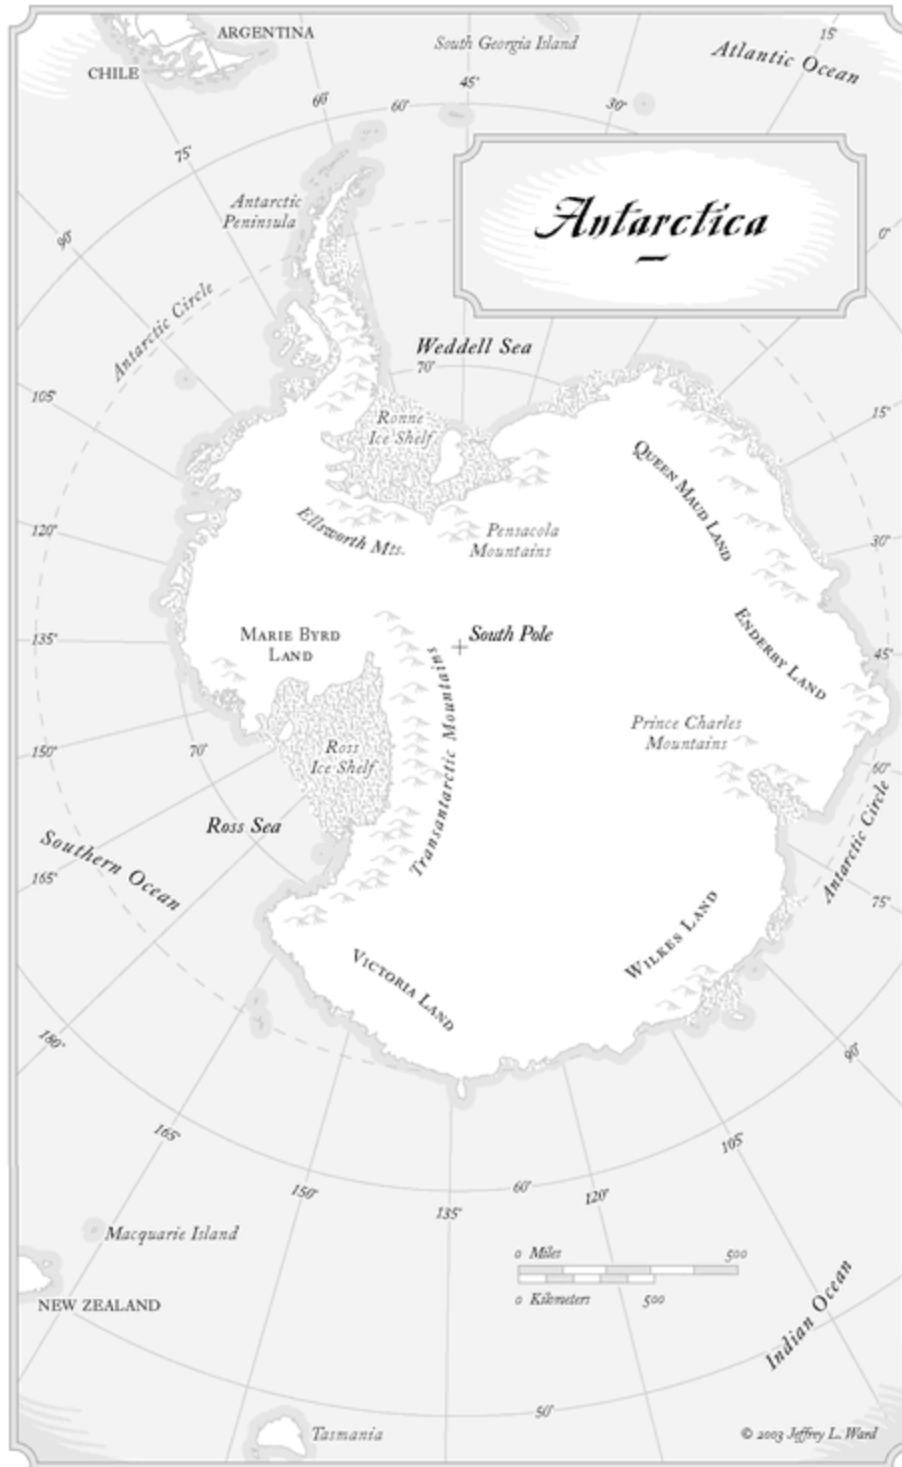 ARGENTINA
South Georgia Island
15°
Atlantic Ocean
CHILE
45°
60°
60°
30°
75°
Antarctica
Antarctic
Peninsula
90°
0°
Antarctic Circle
Weddell Sea
70°
105°
15°
Ronne
Ice Shelf
Queen Maud Land
Ellsworth Mts.
Pensacola
Mountains
120°
30°
Marie Byrd
Land
South Pole
Enderby Land
135°
45°
Transantarctic Mountains
Prince Charles
Mountains
150°
70°
Ross
Ice Shelf
60°
Ross Sea
Antarctic Circle
Southern Ocean
165°
75°
Wilkes Land
Victoria Land
180°
90°
165°
105°
150°
60°
120°
135°
Macquarie Island
0 Miles 500
0 Kilometers 500
NEW ZEALAND
Indian Ocean
50°
Tasmania
© 2003 Jeffrey L. Ward